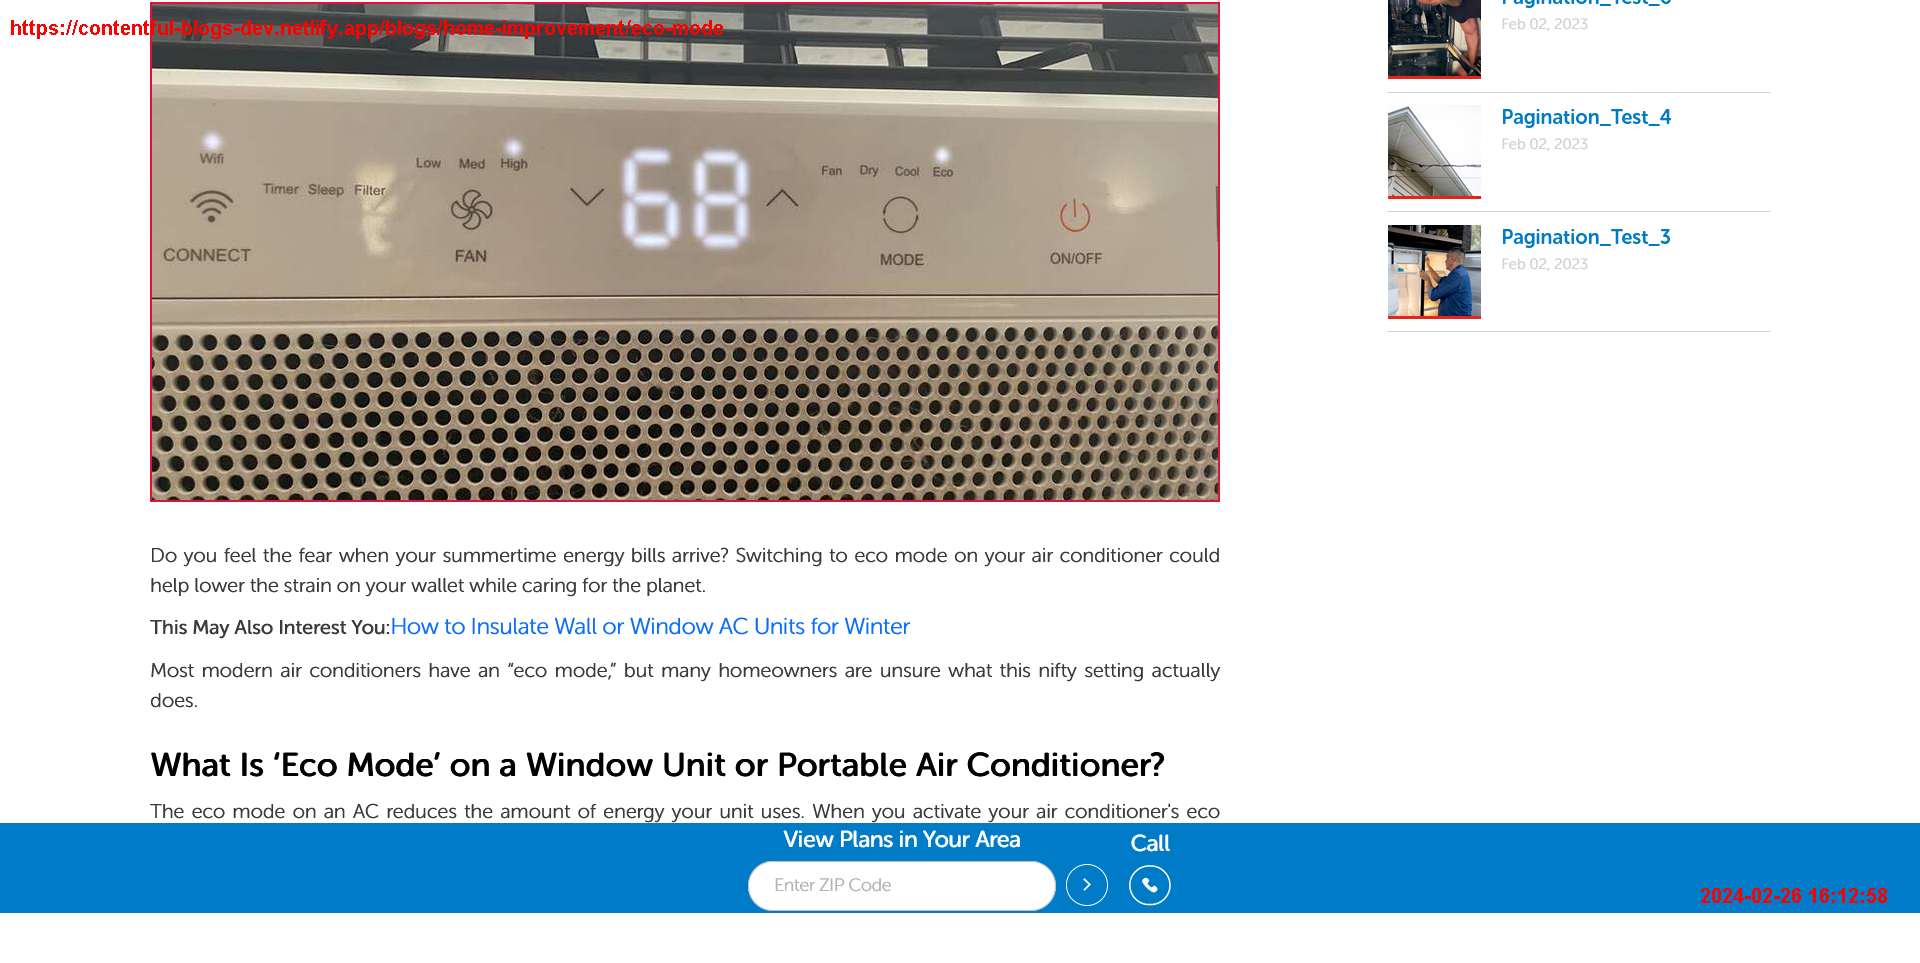 https://contentful-blogs-dev.netlify.app/blogs/home-improvement/eco-mode
Wifi
Timer Sleep Filter
CONNECT
Low Med High
FAN
68
Fan Dry Cool Eco
MODE
ON/OFF
Do you feel the fear when your summertime energy bills arrive? Switching to eco mode on your air conditioner could
help lower the strain on your wallet while caring for the planet.
This May Also Interest You:How to Insulate Wall or Window AC Units for Winter
Most modern air conditioners have an “eco mode,” but many homeowners are unsure what this nifty setting actually
does.
What Is ‘Eco Mode’ on a Window Unit or Portable Air Conditioner?
The eco mode on an AC reduces the amount of energy your unit uses. When you activate your air conditioner's eco
Feb 02, 2023
Pagination_Test_4
Feb 02, 2023
Pagination_Test_3
Feb 02, 2023
View Plans in Your Area
Enter ZIP Code
Call
2024-02-26 16:12:58